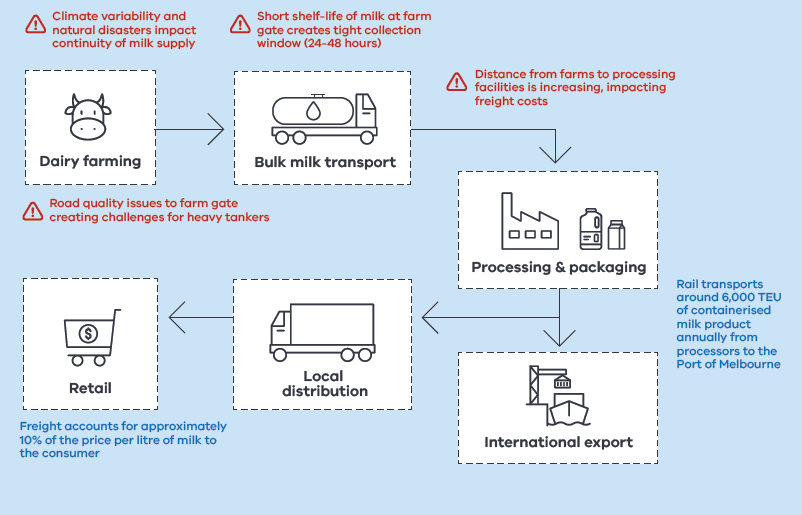 Climate variability and
natural disasters impact
continuity of milk supply
Short shelf-life of milk at farm
gate creates tight collection
window (24-48 hours)
Distance from farms to processing
facilities is increasing, impacting
freight costs
Dairy farming
Bulk milk transport
Road quality issues to farm gate
creating challenges for heavy tankers
Processing & packaging
Rail transports
around 6,000 TEU
of containerised
milk product
annually from
processors to the
Port of Melbourne
$
Retail
Local
distribution
International export
Freight accounts for approximately
10% of the price per litre of milk to
the consumer